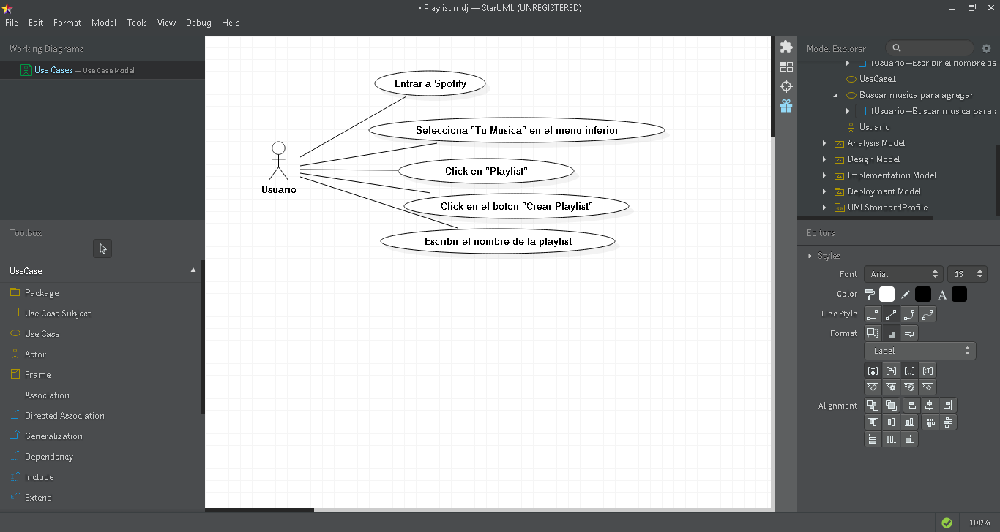 • Playlist.mdj — StarUML (UNREGISTERED)
File Edit Format Model Tools View Debug Help
Working Diagrams
Use Cases — Use Case Model
Toolbox
UseCase
Package
Use Case Subject
Use Case
Actor
Frame
Association
Directed Association
Generalization
Dependency
Include
Extend
Entrar a Spotify
Selecciona "Tu Musica" en el menu inferior
Click en "Playlist"
Click en el boton "Crear Playlist"
Escribir el nombre de la playlist
Usuario
Model Explorer
(Usuario—Escribir el nombre de
UseCase1
Buscar musica para agregar
(Usuario—Buscar musica para a
Usuario
Analysis Model
Design Model
Implementation Model
Deployment Model
UMLStandardProfile
Editors
Styles
Font Arial 13
Color A
Line Style
Format
Label
Alignment
100%